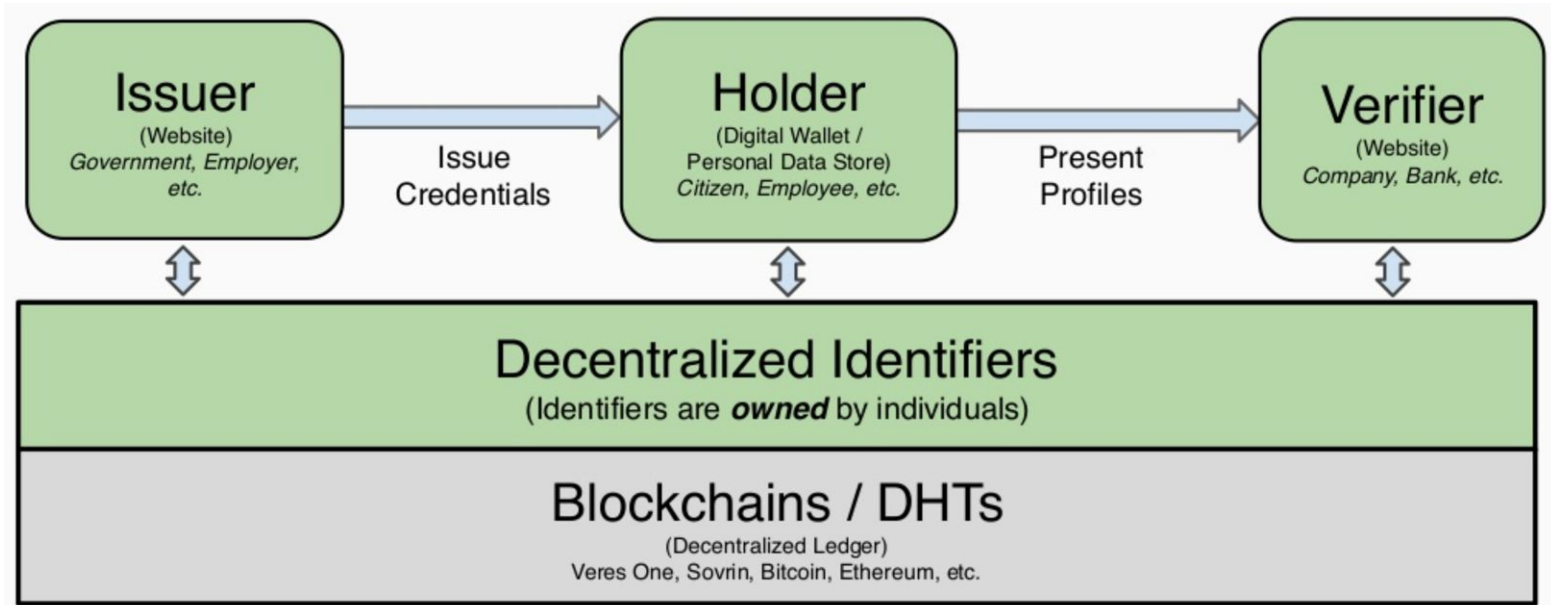 Issuer
(Website)
Government, Employer,
etc.
Issue
Credentials
Holder
(Digital Wallet /
Personal Data Store)
Citizen, Employee, etc.
Present
Profiles
Verifier
(Website)
Company, Bank, etc.
Decentralized Identifiers
(Identifiers are owned by individuals)
Blockchains / DHTs
(Decentralized Ledger)
Veres One, Sovrin, Bitcoin, Ethereum, etc.